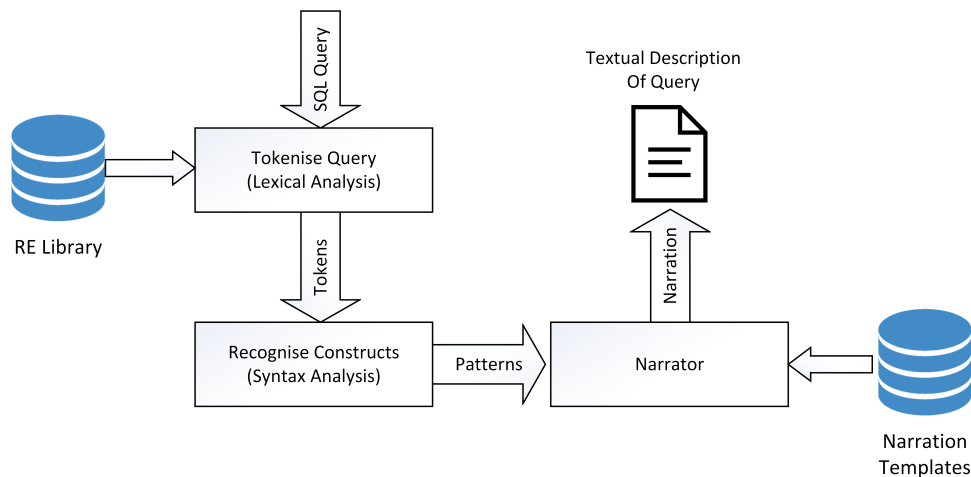 SQL Query
Textual Description
Of Query
Tokenise Query
(Lexical Analysis)
RE Library
Tokens
Narration
Recognise Constructs
(Syntax Analysis)
Patterns
Narrator
Narration
Templates